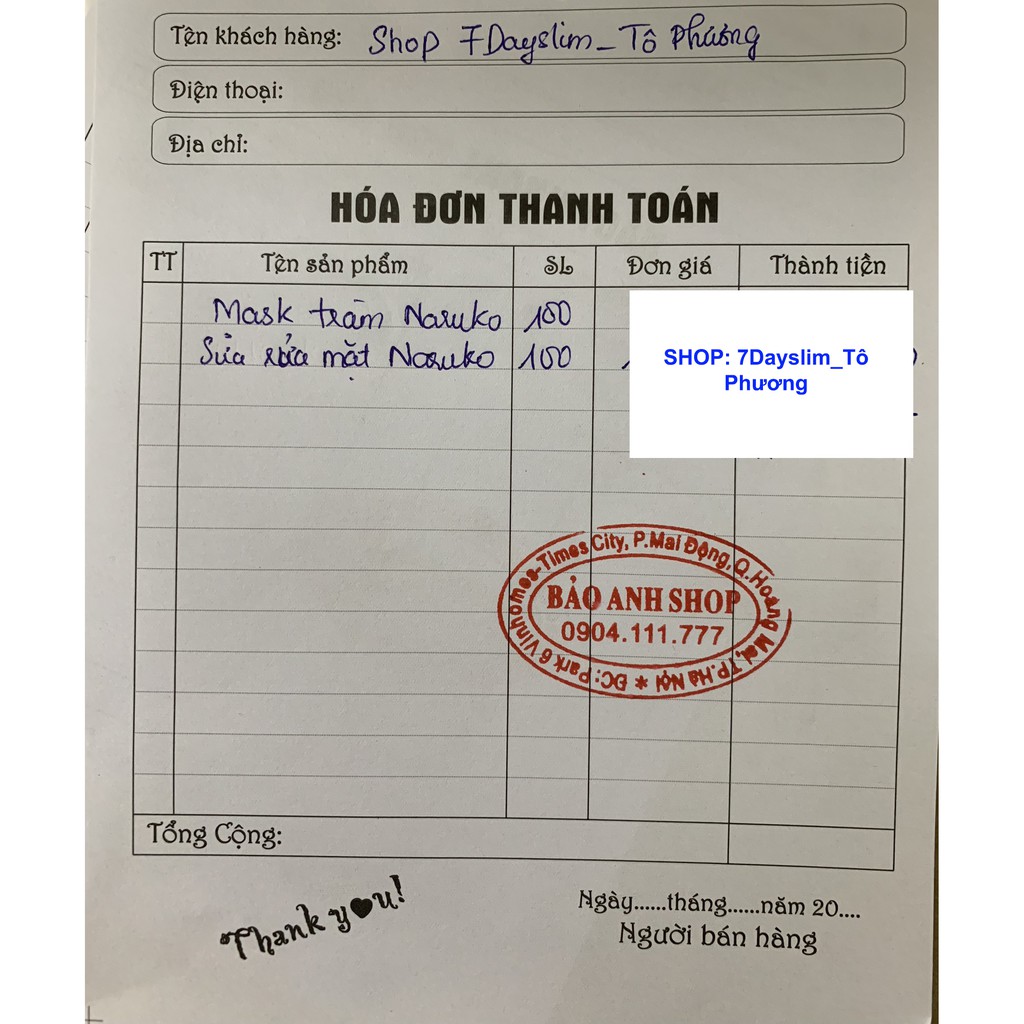 Tên khách hàng: Shop 7Dayslim_Tô Phương
Điện thoại:
Địa chỉ:
HÓA ĐƠN THANH TOÁN
TT Tên sản phẩm SL Đơn giá Thành tiền
Mask tràm Naruko 100
Sữa rửa mặt Naruko 100
SHOP: 7Dayslim_Tô
Phương
ĐC: Park 6 Vinhomes-Times City, P.Mai Động, Q.Hoàng Mai, TP.Hà Nội *
BẢO ANH SHOP
0904.111.777
Tổng Cộng:
Thank you!
Ngày......tháng......năm 20....
Người bán hàng